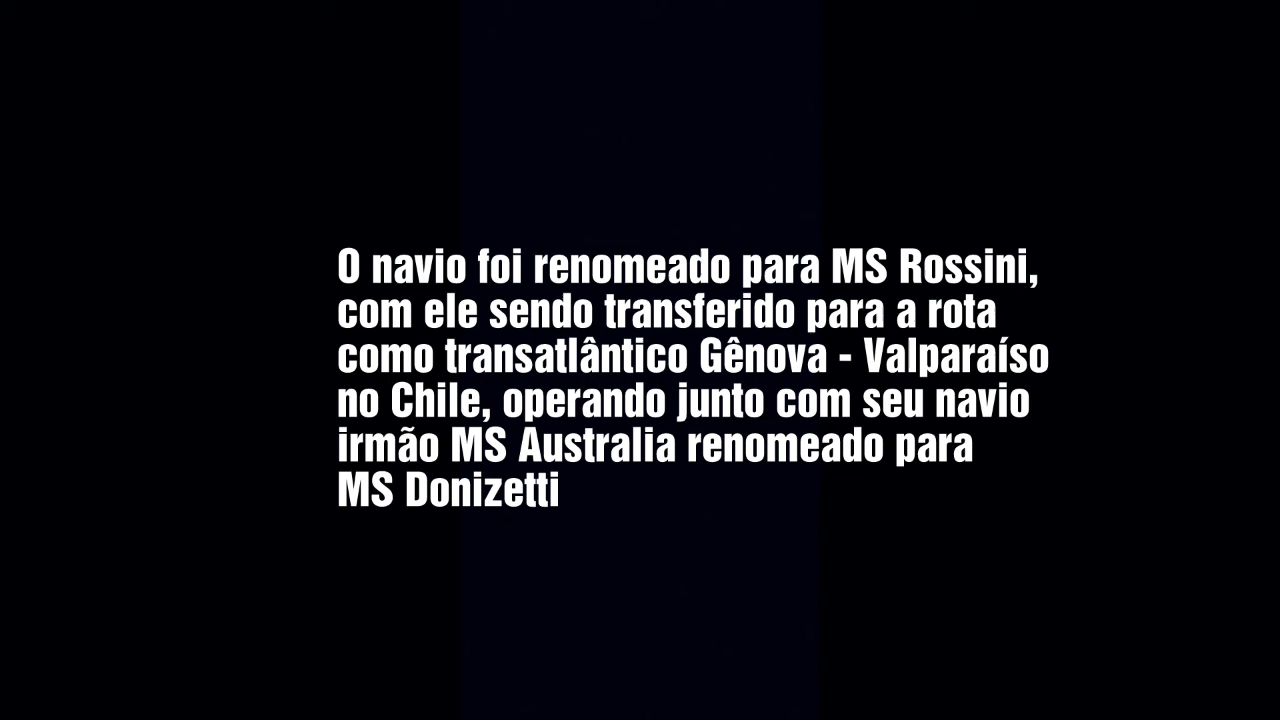 O navio foi renomeado para MS Rossini,
com ele sendo transferido para a rota
como transatlântico Gênova - Valparaíso
no Chile, operando junto com seu navio
irmão MS Australia renomeado para
MS Donizetti